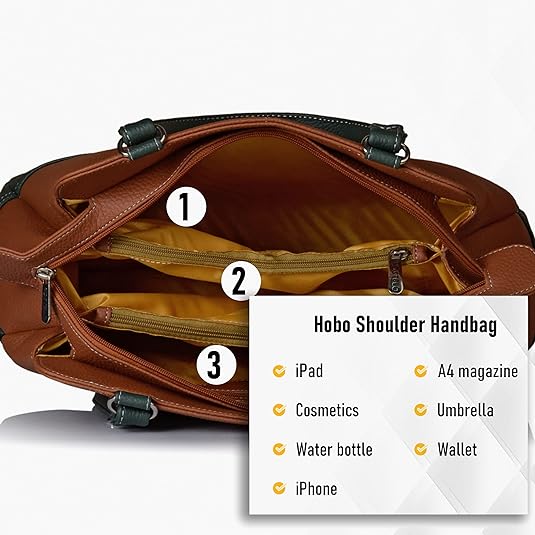 1
2
3
Hobo Shoulder Handbag
iPad
A4 magazine
Cosmetics
Umbrella
Water bottle
Wallet
iPhone